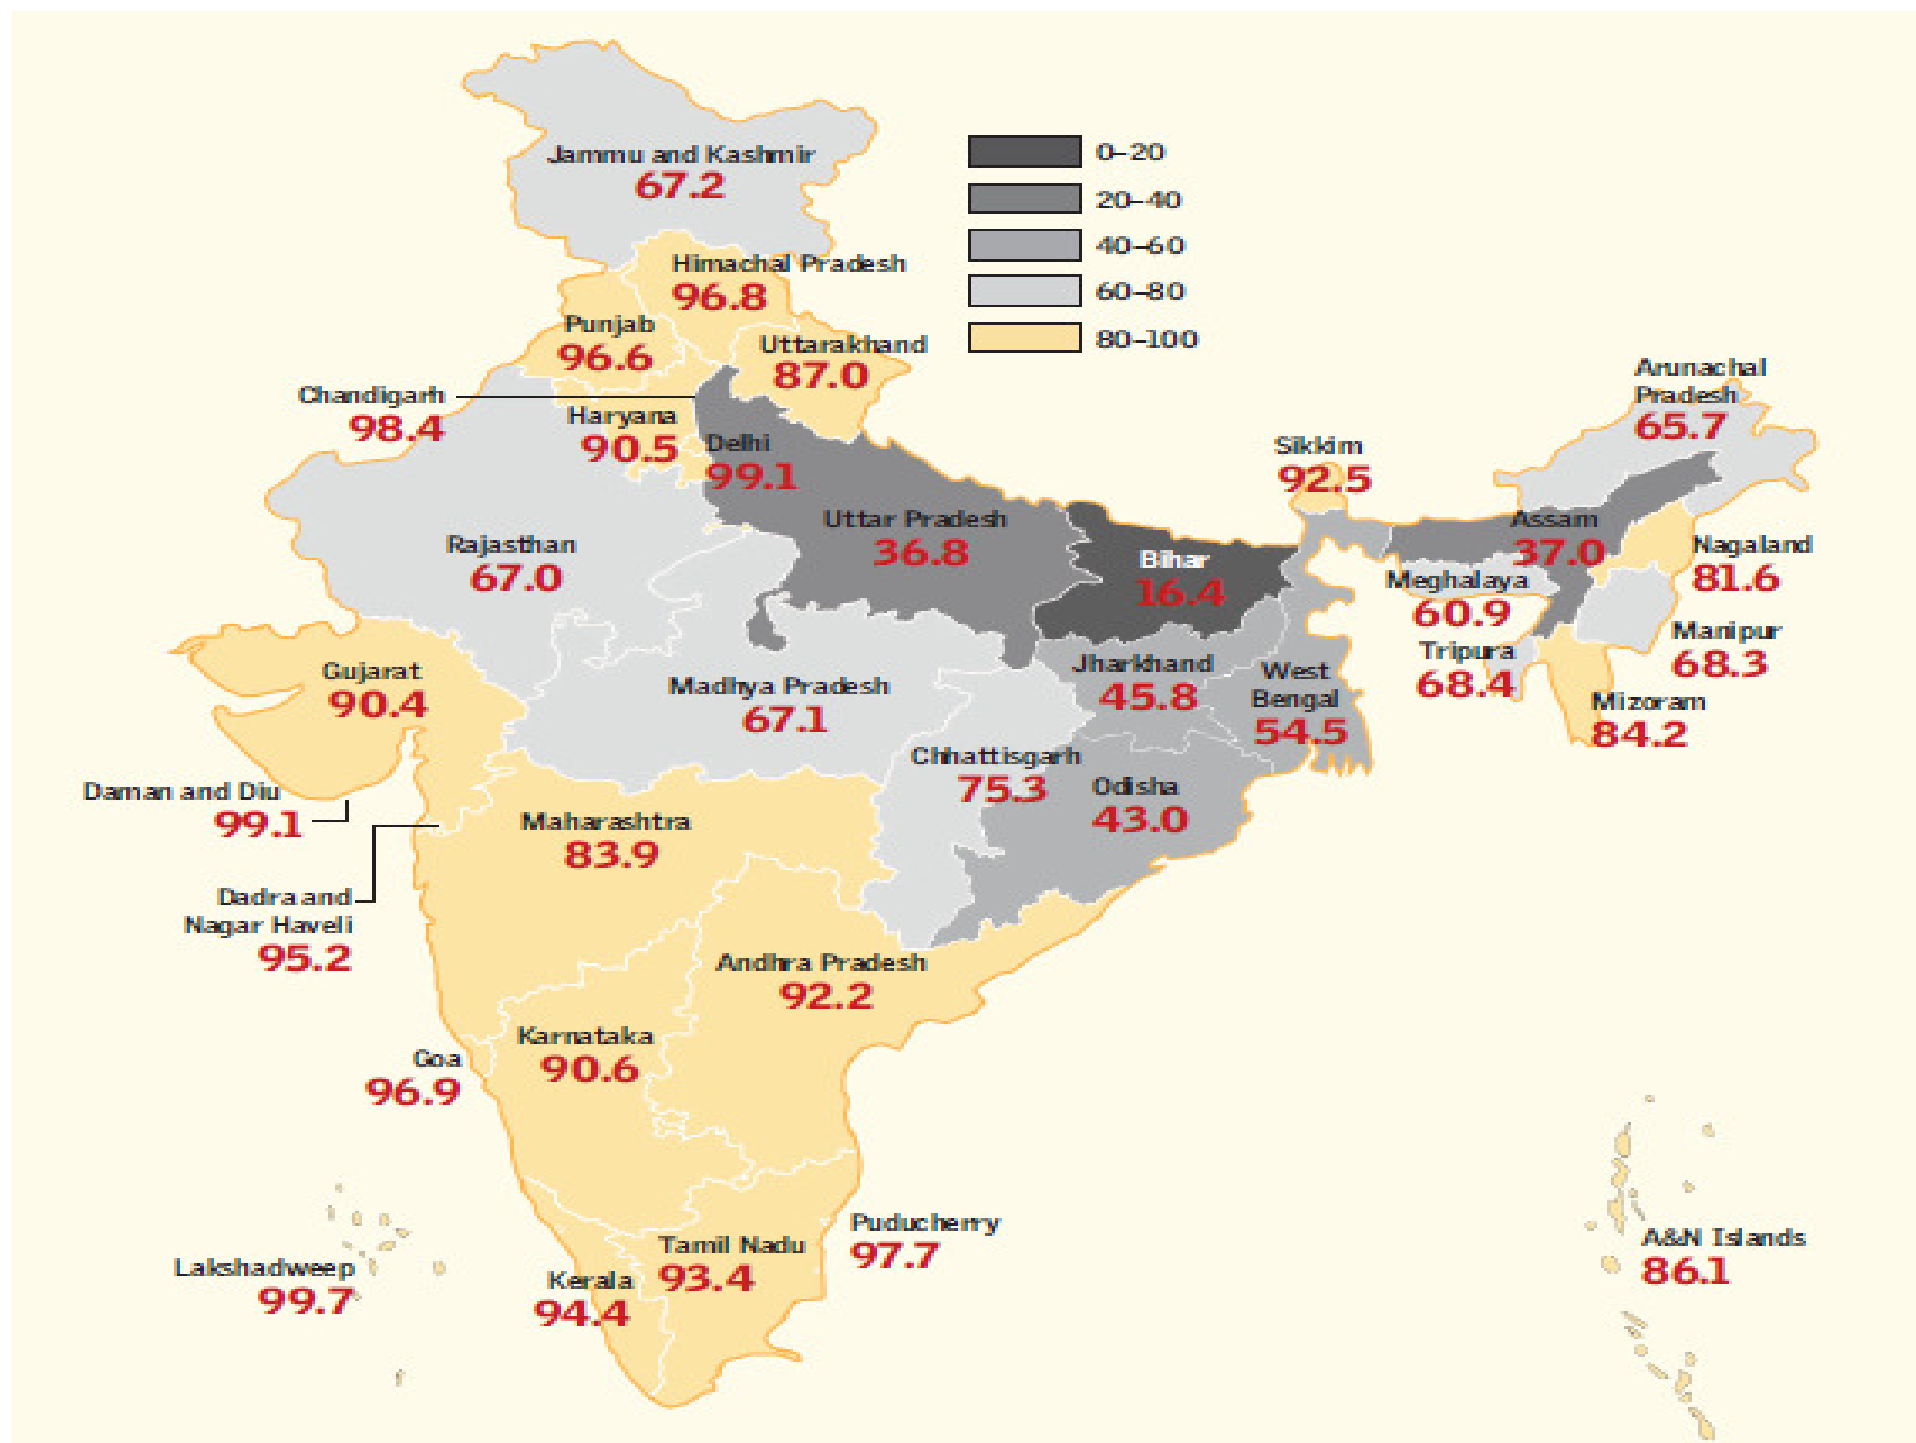 0–20
20–40
40–60
60–80
80–100
Jammu and Kashmir
67.2
Himachal Pradesh
96.8
Punjab
96.6
Uttarakhand
87.0
Chandigarh
98.4
Haryana
90.5
Delhi
99.1
Arunachal
Pradesh
65.7
Sikkim
92.5
Rajasthan
67.0
Uttar Pradesh
36.8
Bihar
16.4
Assam
37.0
Nagaland
81.6
Meghalaya
60.9
Manipur
68.3
Tripura
68.4
Mizoram
84.2
Gujarat
90.4
Madhya Pradesh
67.1
Jharkhand
45.8
West
Bengal
54.5
Chhattisgarh
75.3
Odisha
43.0
Daman and Diu
99.1
Maharashtra
83.9
Dadra and
Nagar Haveli
95.2
Andhra Pradesh
92.2
Karnataka
90.6
Goa
96.9
Puducherry
97.7
Tamil Nadu
93.4
Kerala
94.4
Lakshadweep
99.7
A&N Islands
86.1